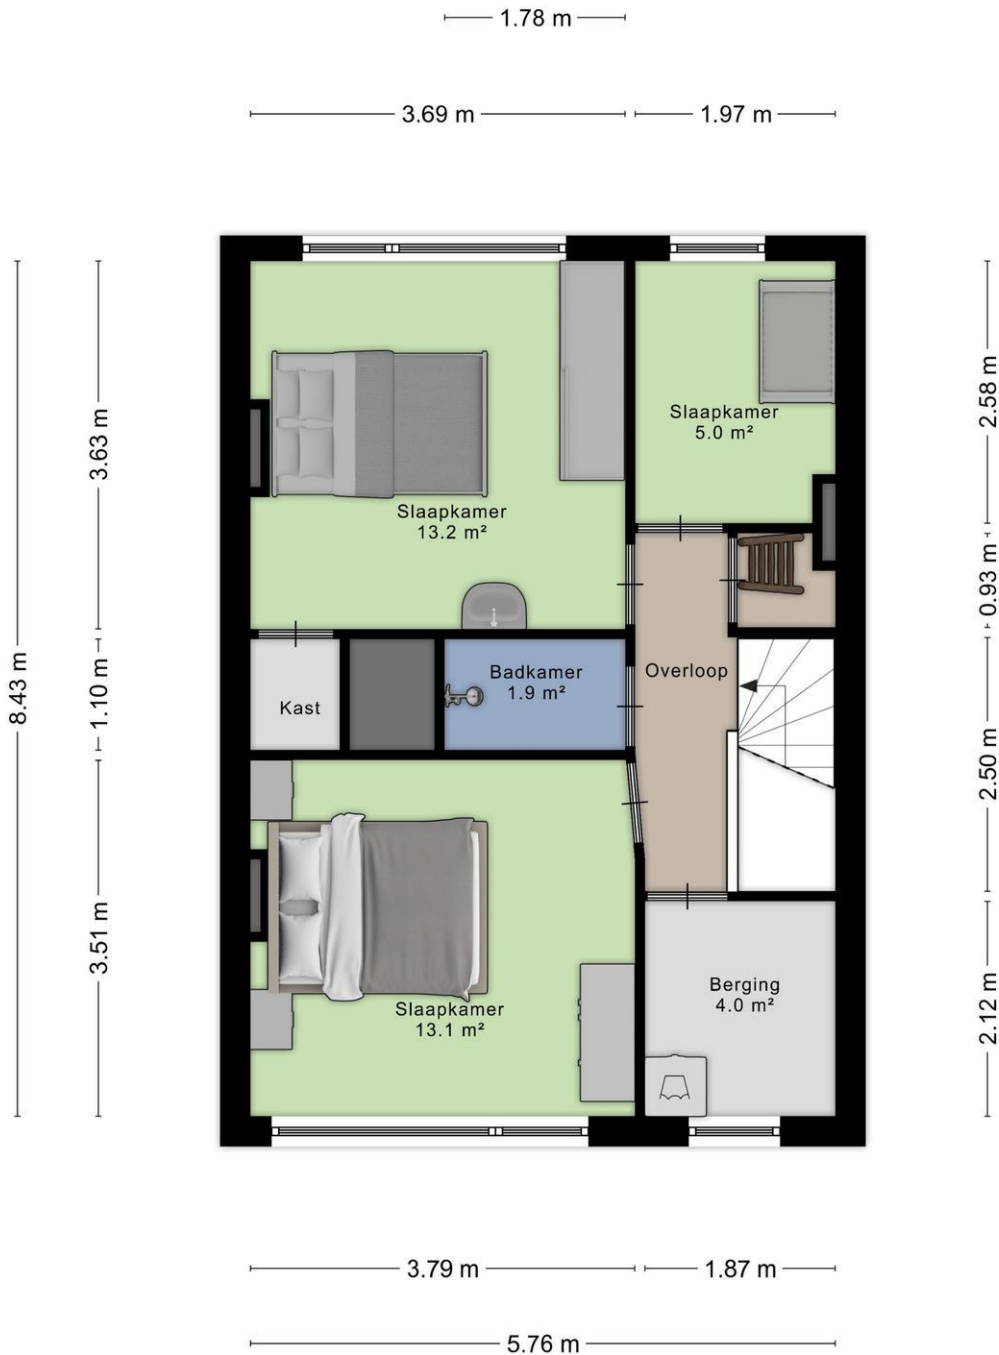 1.78 m
3.69 m
1.97 m
8.43 m
3.63 m
1.10 m
3.51 m
2.58 m
0.93 m
2.50 m
2.12 m
Slaapkamer
5.0 m²
Slaapkamer
13.2 m²
Kast
Badkamer
1.9 m²
Overloop
Slaapkamer
13.1 m²
Berging
4.0 m²
3.79 m
1.87 m
5.76 m